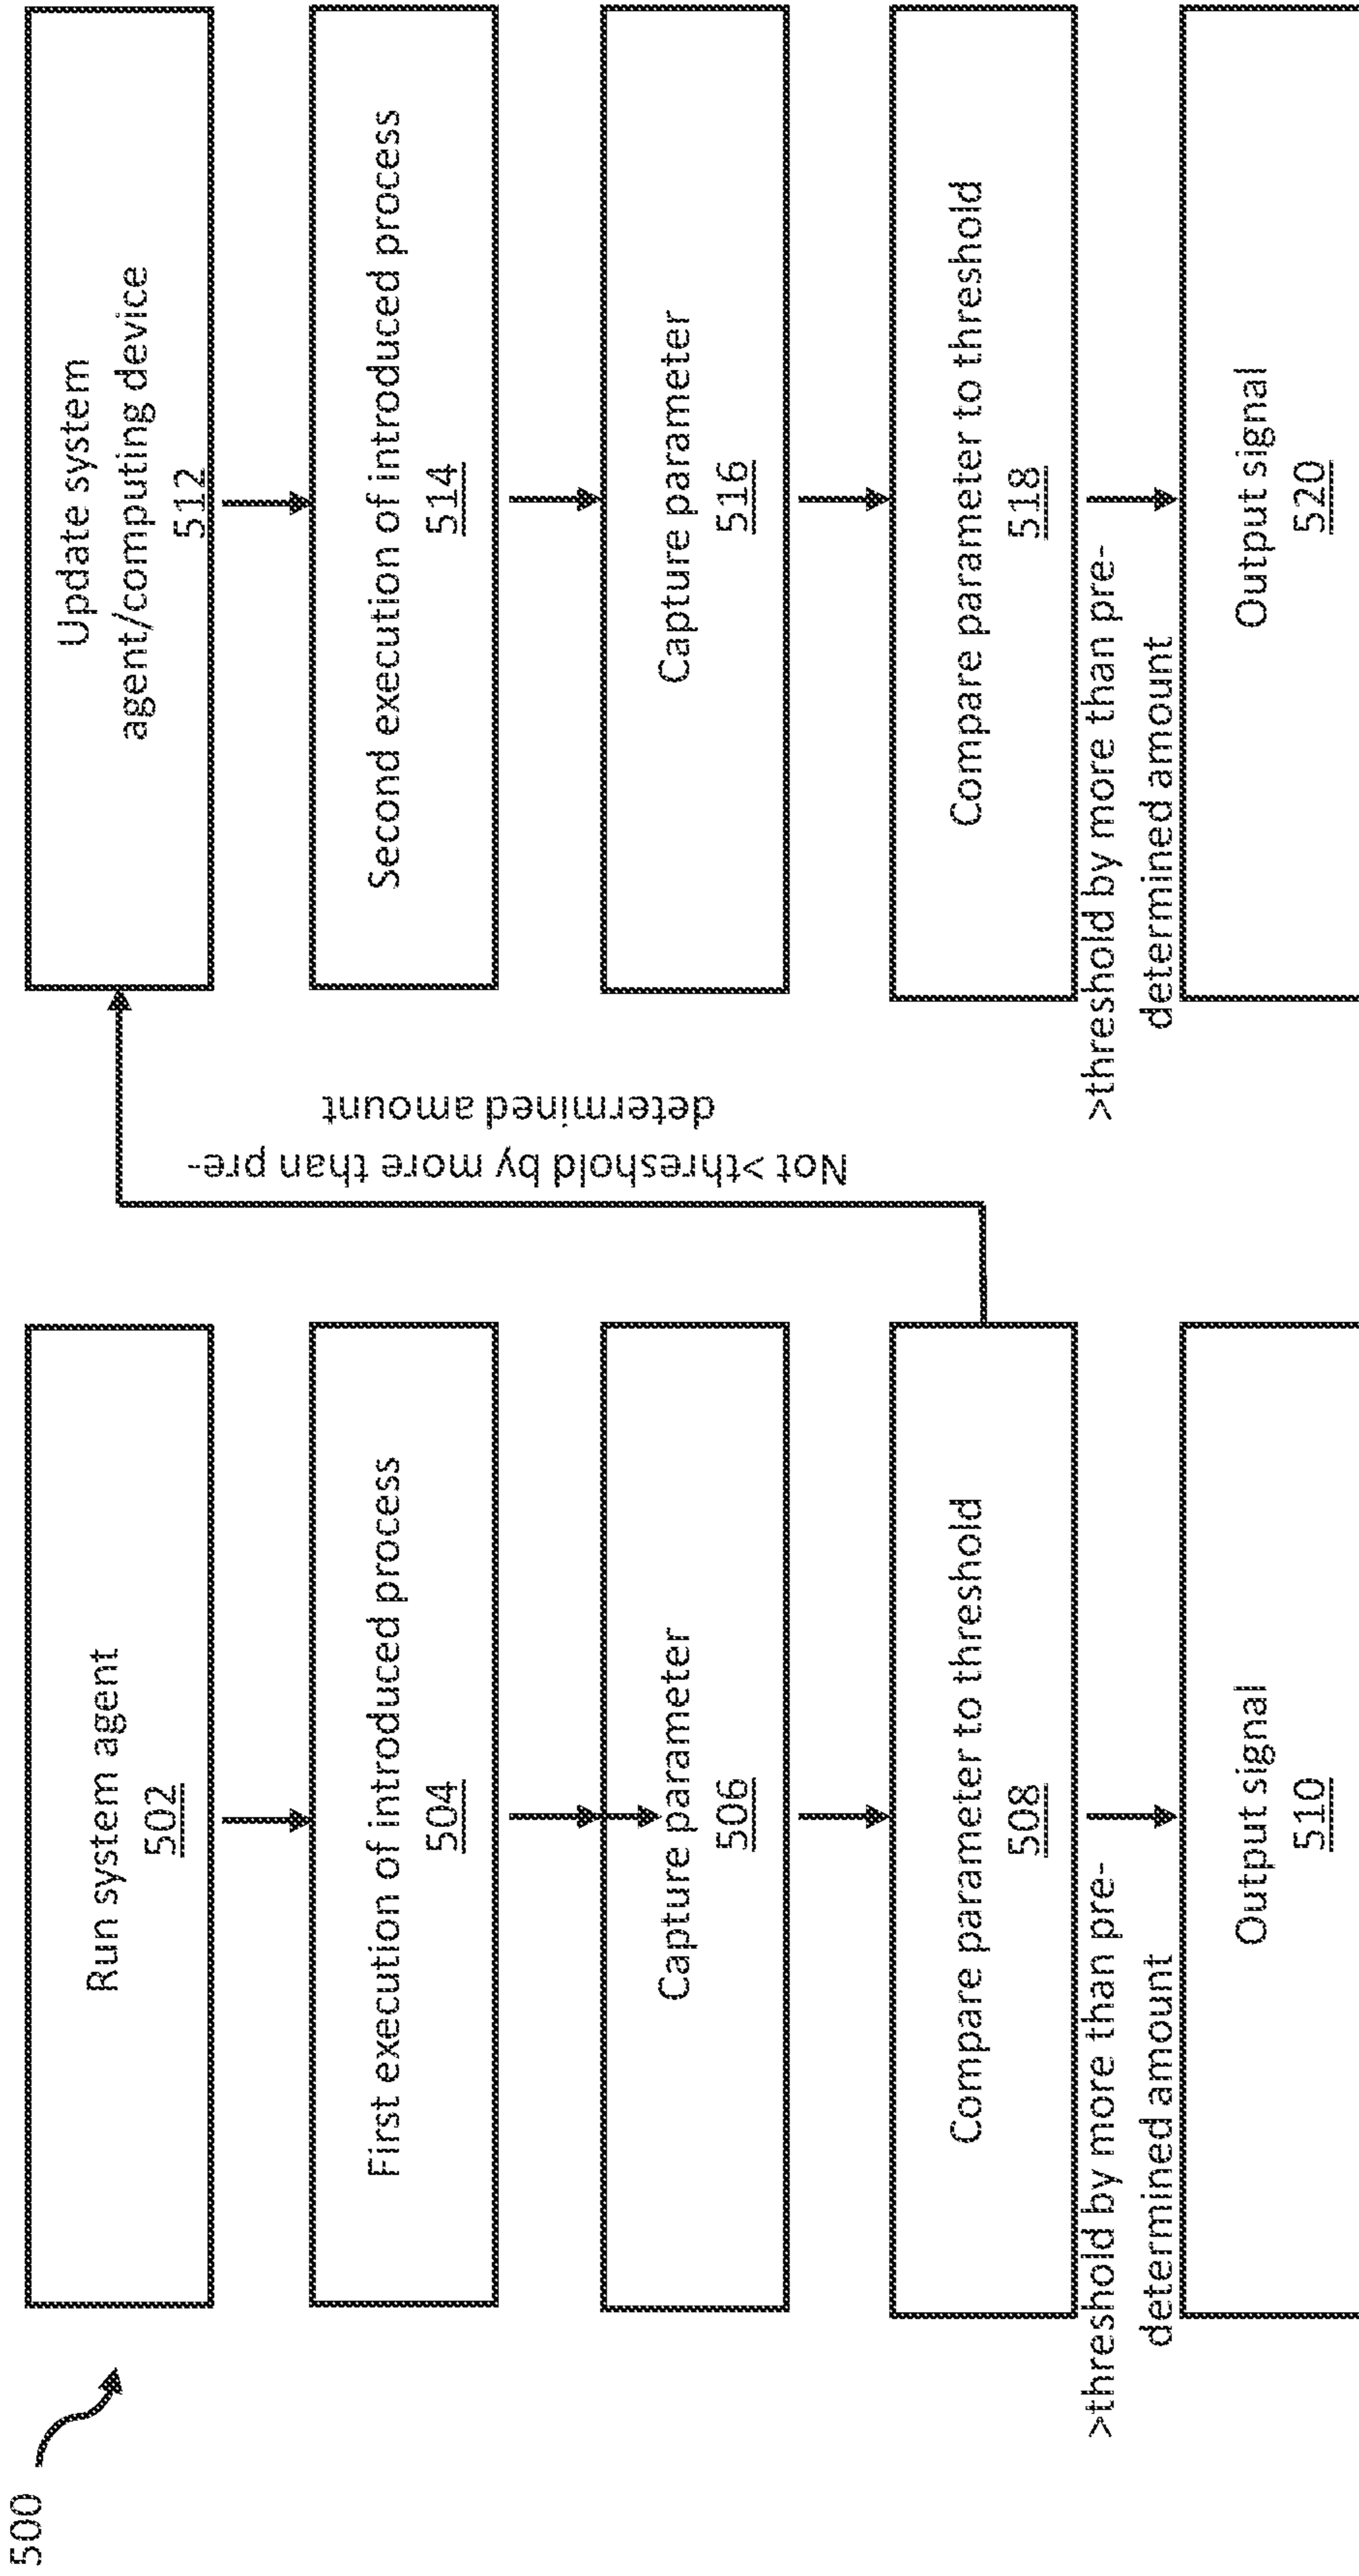 500
Run system agent
502
First execution of introduced process
504
Capture parameter
506
Compare parameter to threshold
508
>threshold by more than pre-
determined amount
Output signal
510
Not >threshold by more than pre-
determined amount
Update system
agent/computing device
512
Second execution of introduced process
514
Capture parameter
516
Compare parameter to threshold
518
>threshold by more than pre-
determined amount
Output signal
520